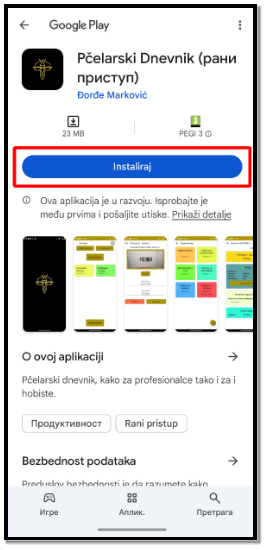 Google Play
Pčelarski Dnevnik (рани
приступ)
Đorđe Marković
23 MB
3
PEGI 3
Instaliraj
Ova aplikacija je u razvoju. Isprobajte je
među prvima i pošaljite utiske. Prikaži detalje
O ovoj aplikaciji
Pčelarski dnevnik, kako za profesionalce tako i za i
hobiste.
Продуктивност
Rani pristup
Bezbednost podataka
Preduslov bezbednosti je da razumete kako
Игре
Аплик.
Претрага